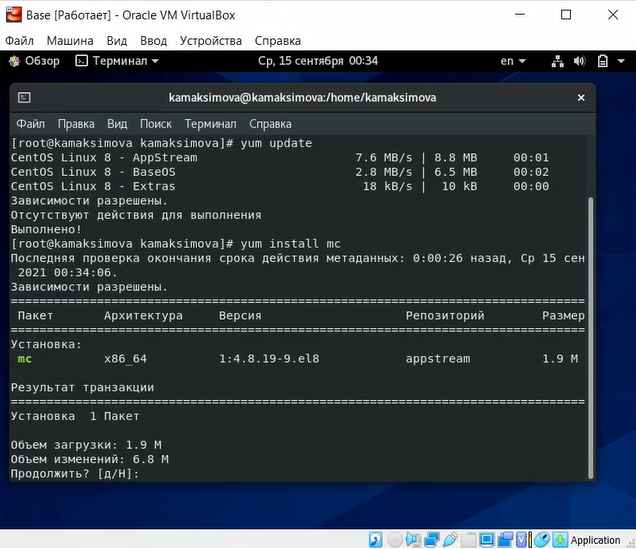 Base [Работает] - Oracle VM VirtualBox
Файл Машина Вид Ввод Устройства Справка
Обзор Терминал Ср, 15 сентября 00:34 en
kamaksimova@kamaksimova:/home/kamaksimova
Файл Правка Вид Поиск Терминал Справка
[root@kamaksimova kamaksimova]# yum update
CentOS Linux 8 - AppStream 7.6 MB/s | 8.8 MB 00:01
CentOS Linux 8 - BaseOS 2.8 MB/s | 6.5 MB 00:02
CentOS Linux 8 - Extras 18 kB/s | 10 kB 00:00
Зависимости разрешены.
Отсутствуют действия для выполнения
Выполнено!
[root@kamaksimova kamaksimova]# yum install mc
Последняя проверка окончания срока действия метаданных: 0:00:26 назад, Ср 15 сен
2021 00:34:06.
Зависимости разрешены.
================================================================================
Пакет Архитектура Версия Репозиторий Размер
================================================================================
Установка:
mc x86_64 1:4.8.19-9.el8 appstream 1.9 M
Результат транзакции
================================================================================
Установка 1 Пакет
Объем загрузки: 1.9 M
Объем изменений: 6.8 M
Продолжить? [д/Н]:
Application